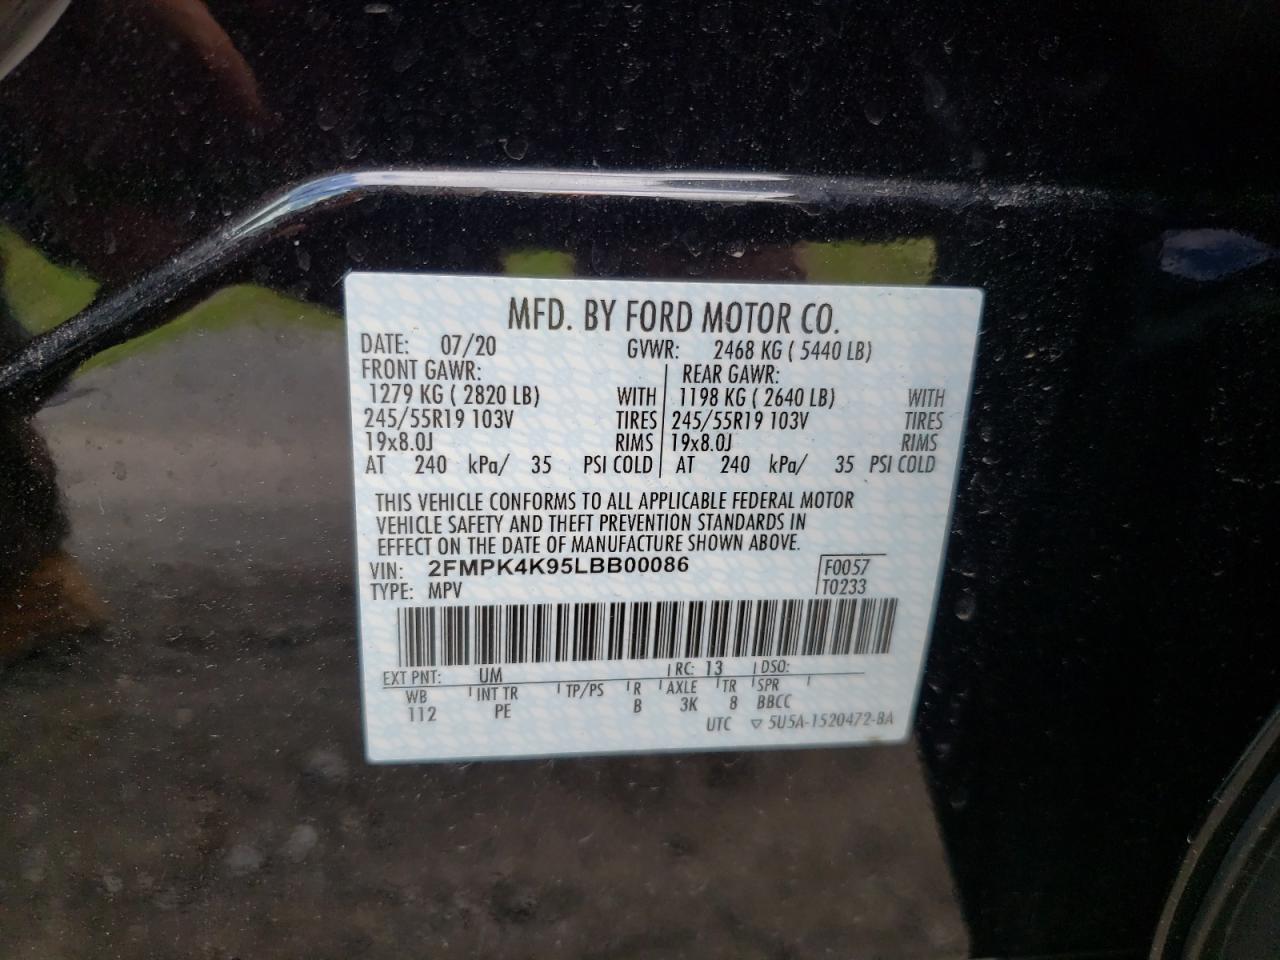 MFD. BY FORD MOTOR CO.
DATE: 07/20 GVWR: 2468 KG ( 5440 LB)
FRONT GAWR: REAR GAWR:
1279 KG ( 2820 LB) WITH 1198 KG ( 2640 LB) WITH
245/55R19 103V TIRES 245/55R19 103V TIRES
19x8.0J RIMS 19x8.0J RIMS
AT 240 kPa/ 35 PSI COLD AT 240 kPa/ 35 PSI COLD
THIS VEHICLE CONFORMS TO ALL APPLICABLE FEDERAL MOTOR
VEHICLE SAFETY AND THEFT PREVENTION STANDARDS IN
EFFECT ON THE DATE OF MANUFACTURE SHOWN ABOVE.
VIN: 2FMPK4K95LBB00086 F0057
TYPE: MPV T0233
EXT PNT: UM RC: 13 DSO:
WB INT TR TP/PS R AXLE TR SPR
112 PE B 3K 8 BBCC
UTC ▽ 5U5A-1520472-BA